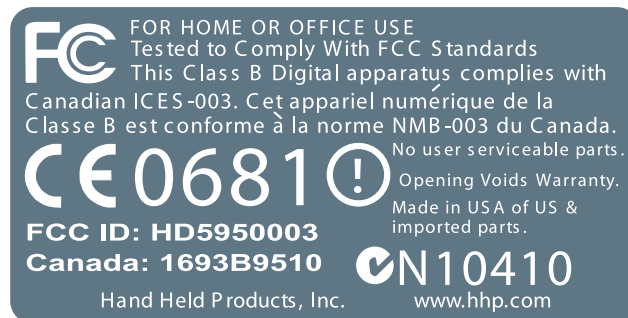 FC FOR HOME OR OFFICE USE
Tested to Comply With FCC Standards
This Class B Digital apparatus complies with
Canadian ICES-003. Cet appareil numérique de la
Classe B est conforme à la norme NMB-003 du Canada.
CE 0681 !
No user serviceable parts.
Opening Voids Warranty.
Made in USA of US &
imported parts.
FCC ID: HD5950003
Canada: 1693B9510
N10410
Hand Held Products, Inc.
www.hhp.com